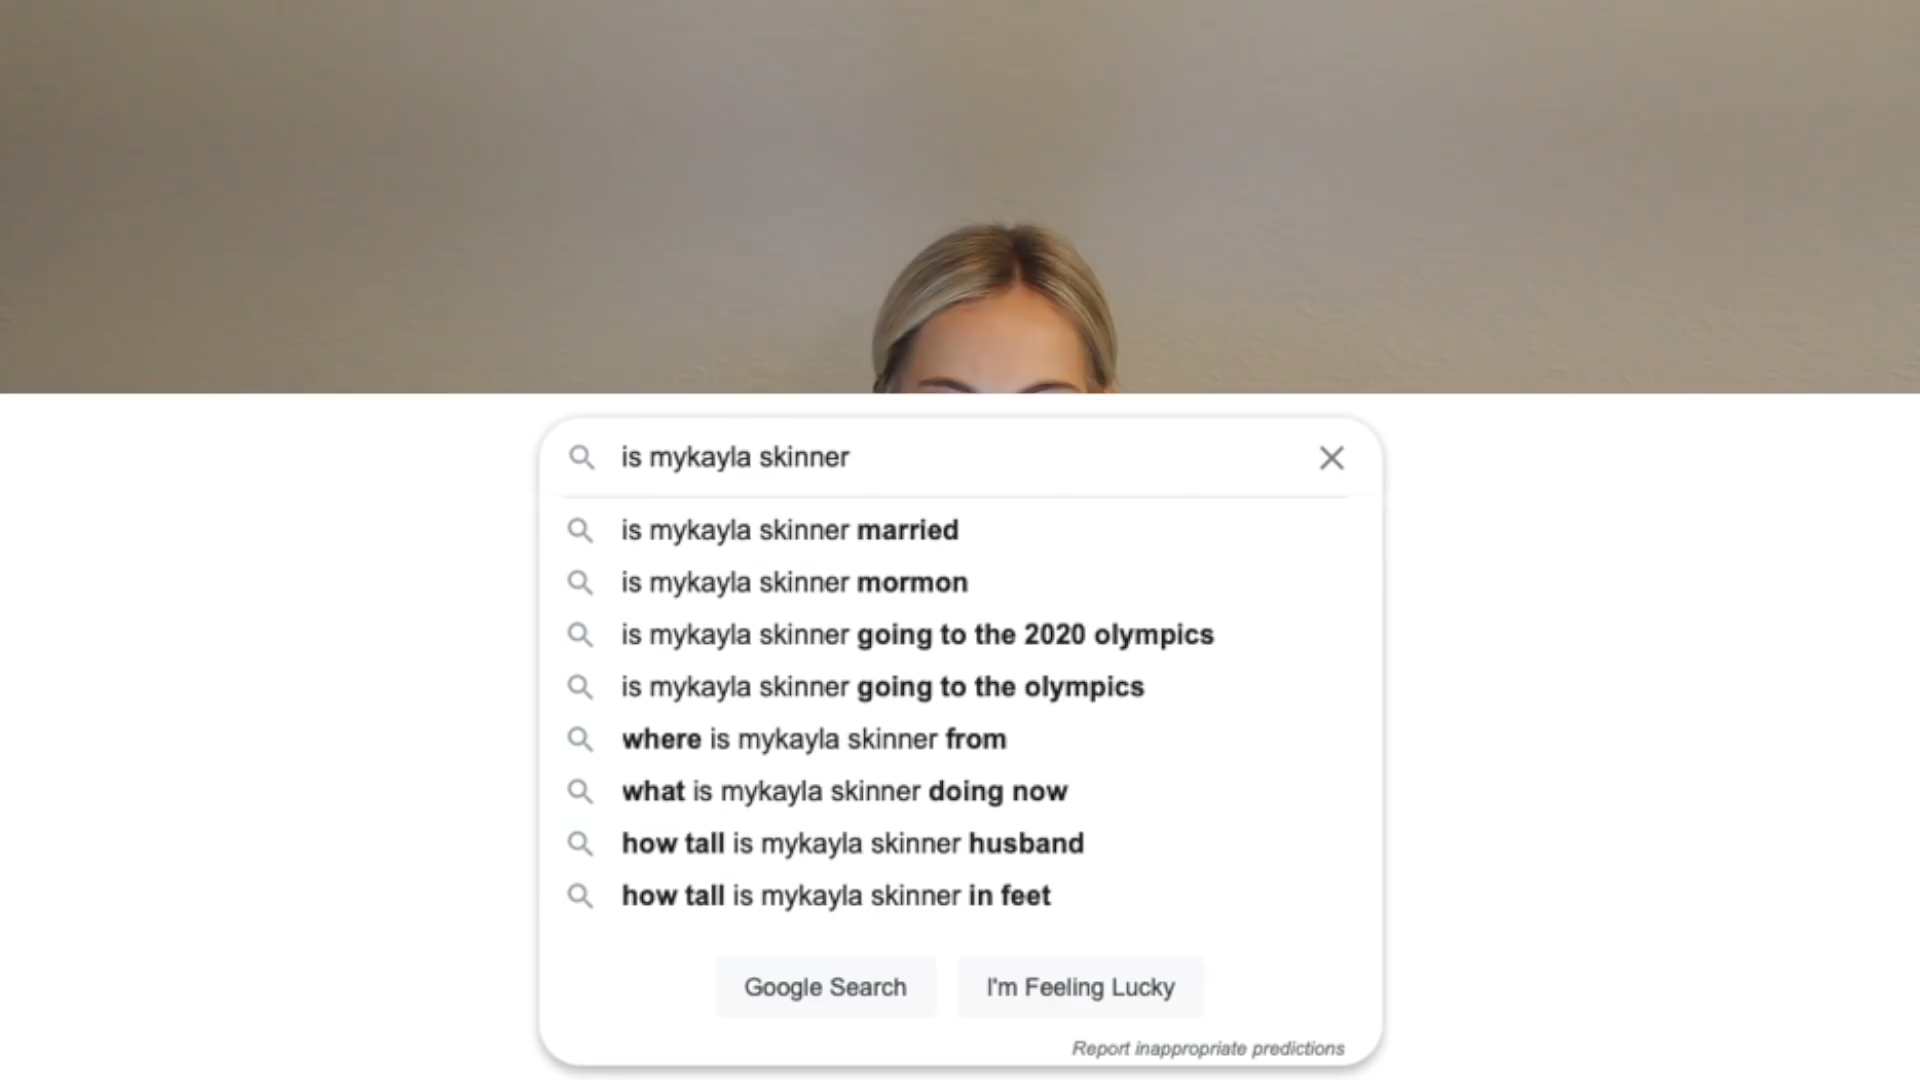 is mykayla skinner
is mykayla skinner married
is mykayla skinner mormon
is mykayla skinner going to the 2020 olympics
is mykayla skinner going to the olympics
where is mykayla skinner from
what is mykayla skinner doing now
how tall is mykayla skinner husband
how tall is mykayla skinner in feet
Google Search
I'm Feeling Lucky
Report inappropriate predictions